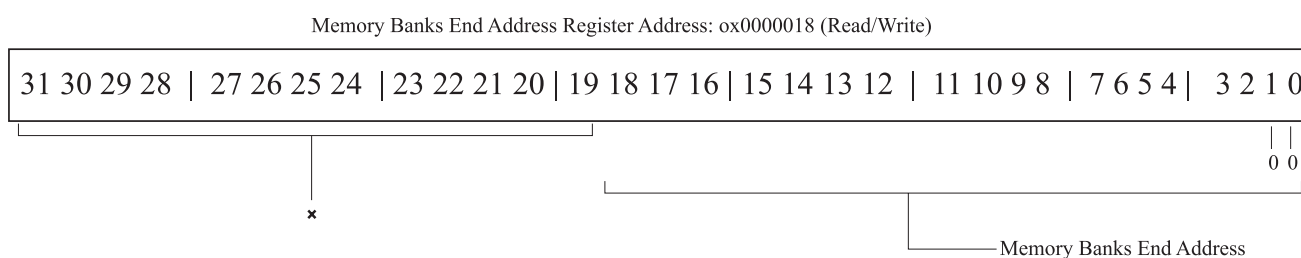 Memory Banks End Address Register Address: ox0000018 (Read/Write)
31 30 29 28 | 27 26 25 24 | 23 22 21 20 | 19 18 17 16 | 15 14 13 12 | 11 10 9 8 | 7 6 5 4 | 3 2 1 0
0 0
×
Memory Banks End Address